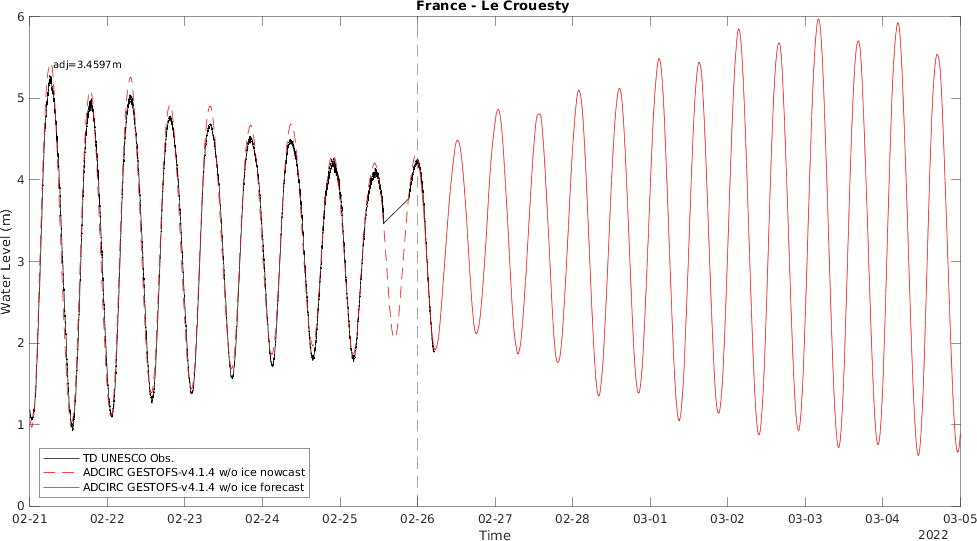 France - Le Crouesty
adj=3.4597m
Water Level (m)
6
5
4
3
2
1
0
TD UNESCO Obs.
ADCIRC GESTOFS-v4.1.4 w/o ice nowcast
ADCIRC GESTOFS-v4.1.4 w/o ice forecast
02-21 02-22 02-23 02-24 02-25 02-26 02-27 02-28 03-01 03-02 03-03 03-04 03-05
Time
2022